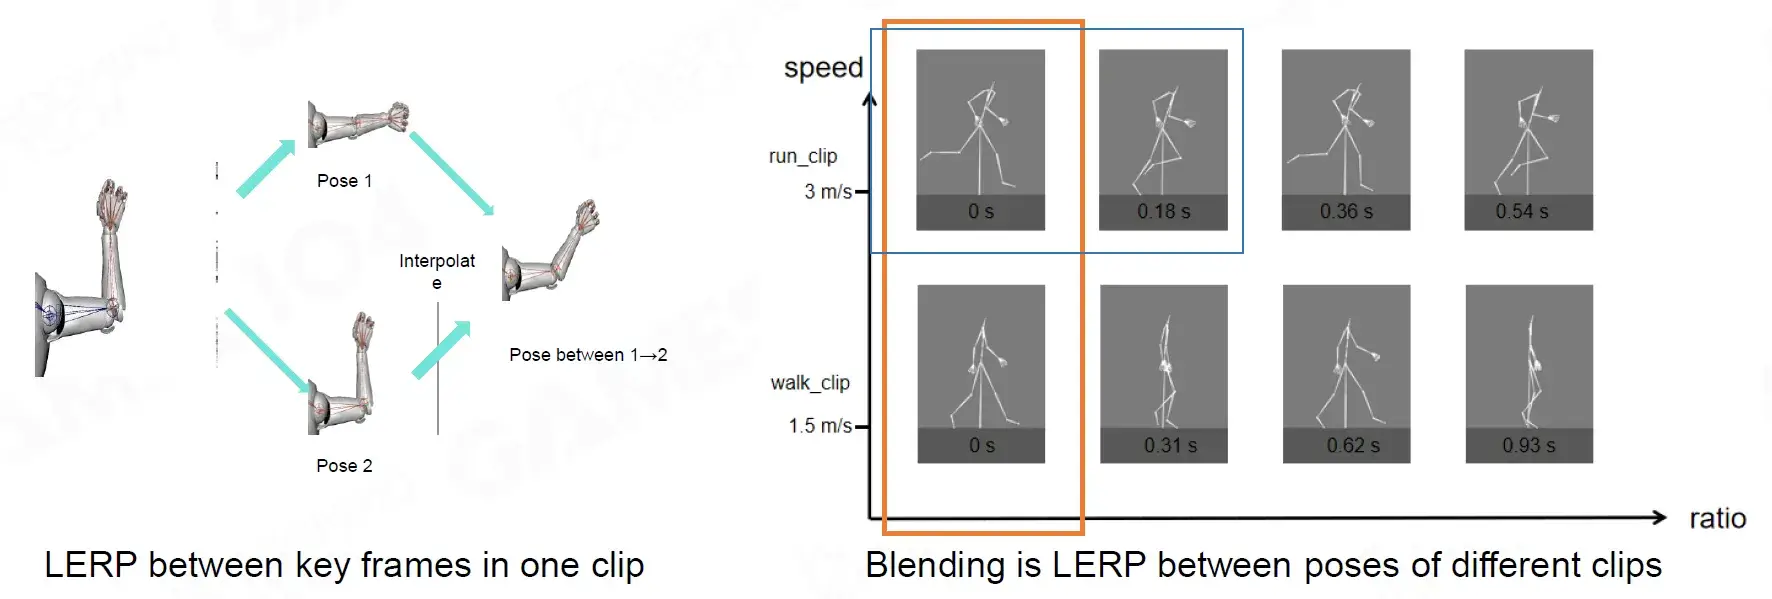 Pose 1
Interpolat
e
Pose between 1→2
Pose 2
LERP between key frames in one clip
speed
run_clip
3 m/s
0 s
0.18 s
0.36 s
0.54 s
walk_clip
1.5 m/s
0 s
0.31 s
0.62 s
0.93 s
ratio
Blending is LERP between poses of different clips